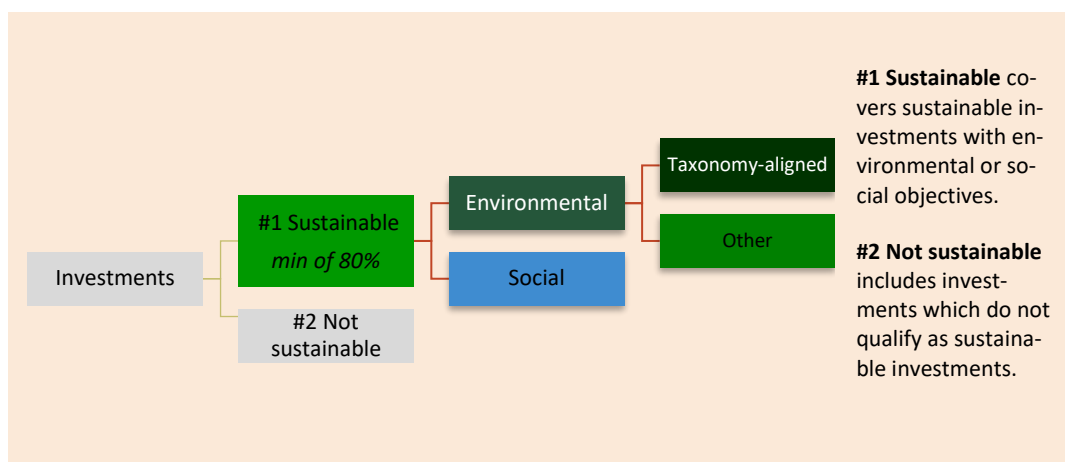 Investments
#1 Sustainable
min of 80%
#2 Not
sustainable
Environmental
Social
Taxonomy-aligned
Other
#1 Sustainable co-
vers sustainable in-
vestments with en-
vironmental or so-
cial objectives.
#2 Not sustainable
includes invest-
ments which do not
qualify as sustaina-
ble investments.